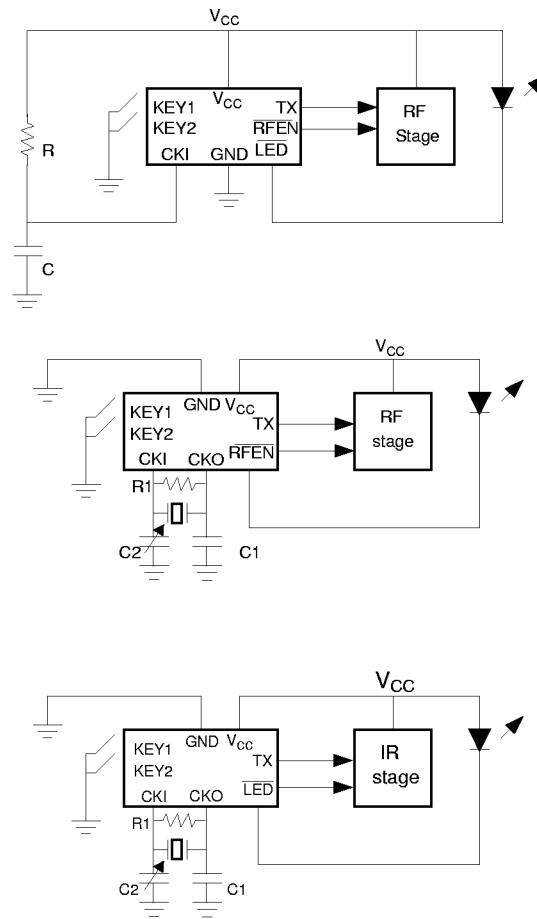 VCC
KEY1 VCC TX RF
KEY2 RFEN Stage
R CKI GND LED
C
VCC
KEY1 GND VCC RF
KEY2 TX stage
CKI CKO RFEN
R1
C2 C1
VCC
KEY1 GND VCC IR
KEY2 TX stage
CKI CKO LED
R1
C2 C1